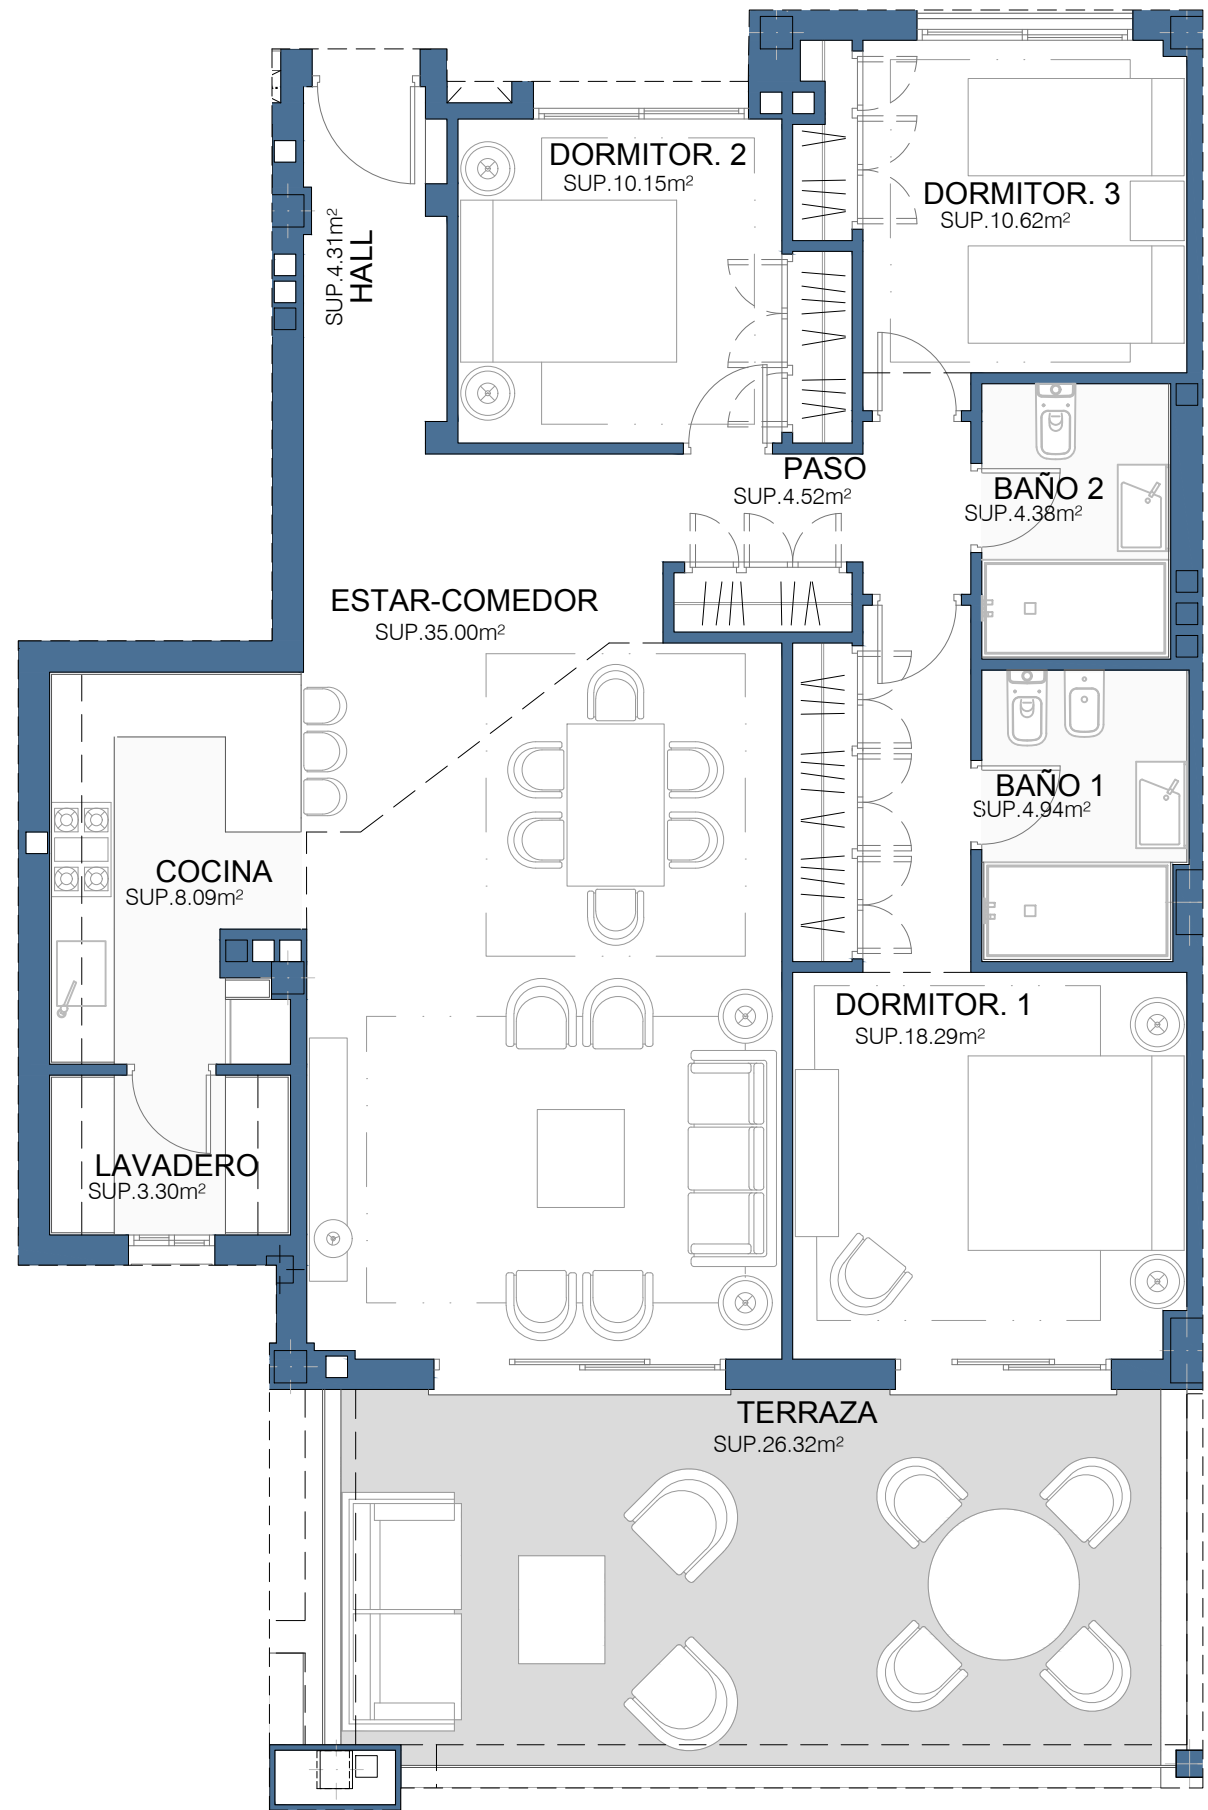 DORMITOR. 2
SUP.10.15m²
DORMITOR. 3
SUP.10.62m²
HALL
SUP.4.31m²
PASO
SUP.4.52m²
BAÑO 2
SUP.4.38m²
ESTAR-COMEDOR
SUP.35.00m²
BAÑO 1
SUP.4.94m²
COCINA
SUP.8.09m²
DORMITOR. 1
SUP.18.29m²
LAVADERO
SUP.3.30m²
TERRAZA
SUP.26.32m²